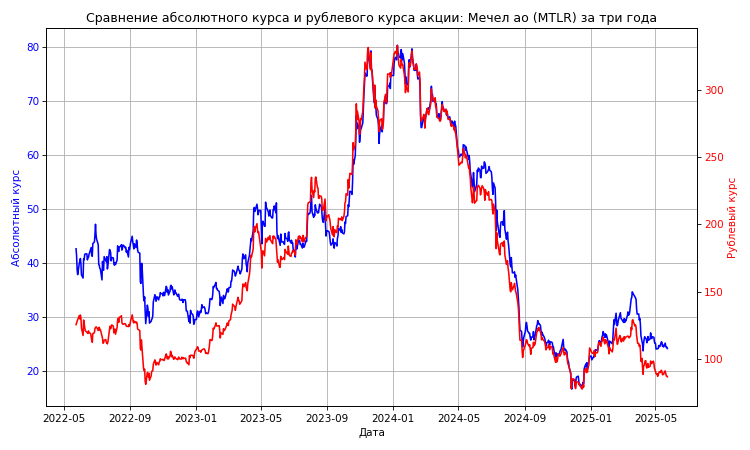 Сравнение абсолютного курса и рублевого курса акции: Мечел ао (MTLR) за три года
80
70
60
50
40
30
20
Абсолютный курс
300
250
200
150
100
Рублевый курс
2022-05 2022-09 2023-01 2023-05 2023-09 2024-01 2024-05 2024-09 2025-01 2025-05
Дата